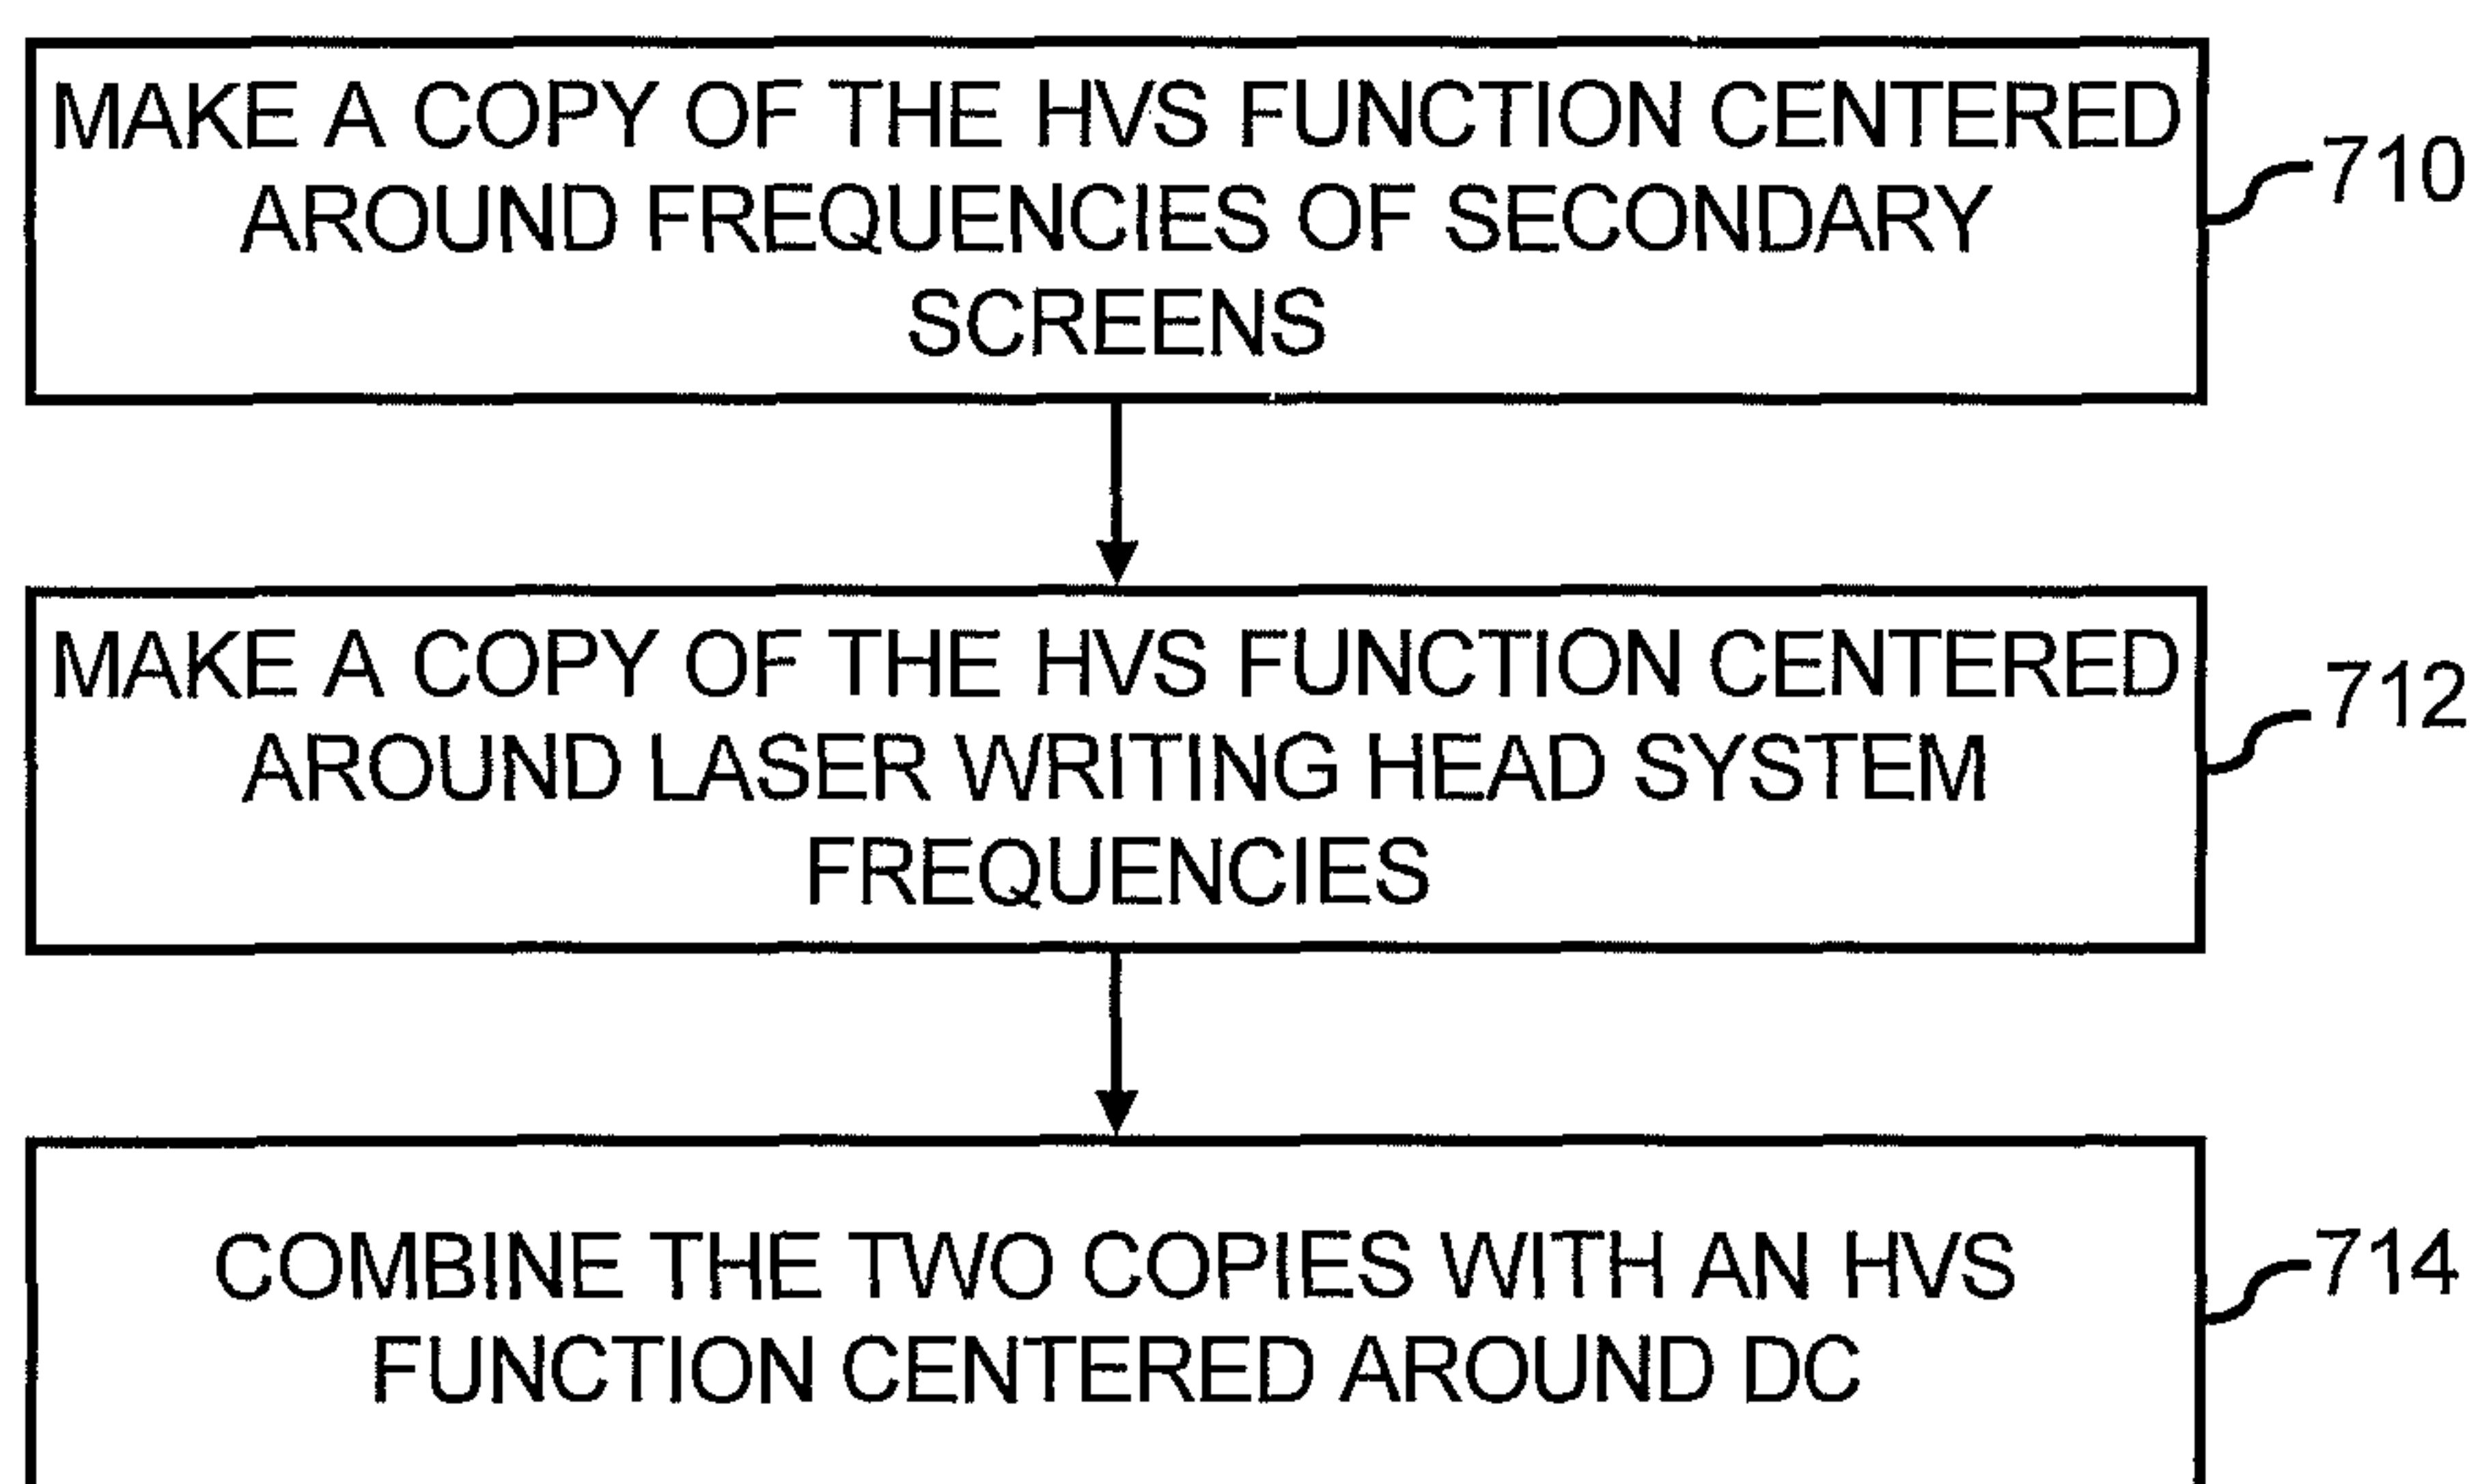 MAKE A COPY OF THE HVS FUNCTION CENTERED
AROUND FREQUENCIES OF SECONDARY
SCREENS
710
MAKE A COPY OF THE HVS FUNCTION CENTERED
AROUND LASER WRITING HEAD SYSTEM
FREQUENCIES
712
COMBINE THE TWO COPIES WITH AN HVS
FUNCTION CENTERED AROUND DC
714